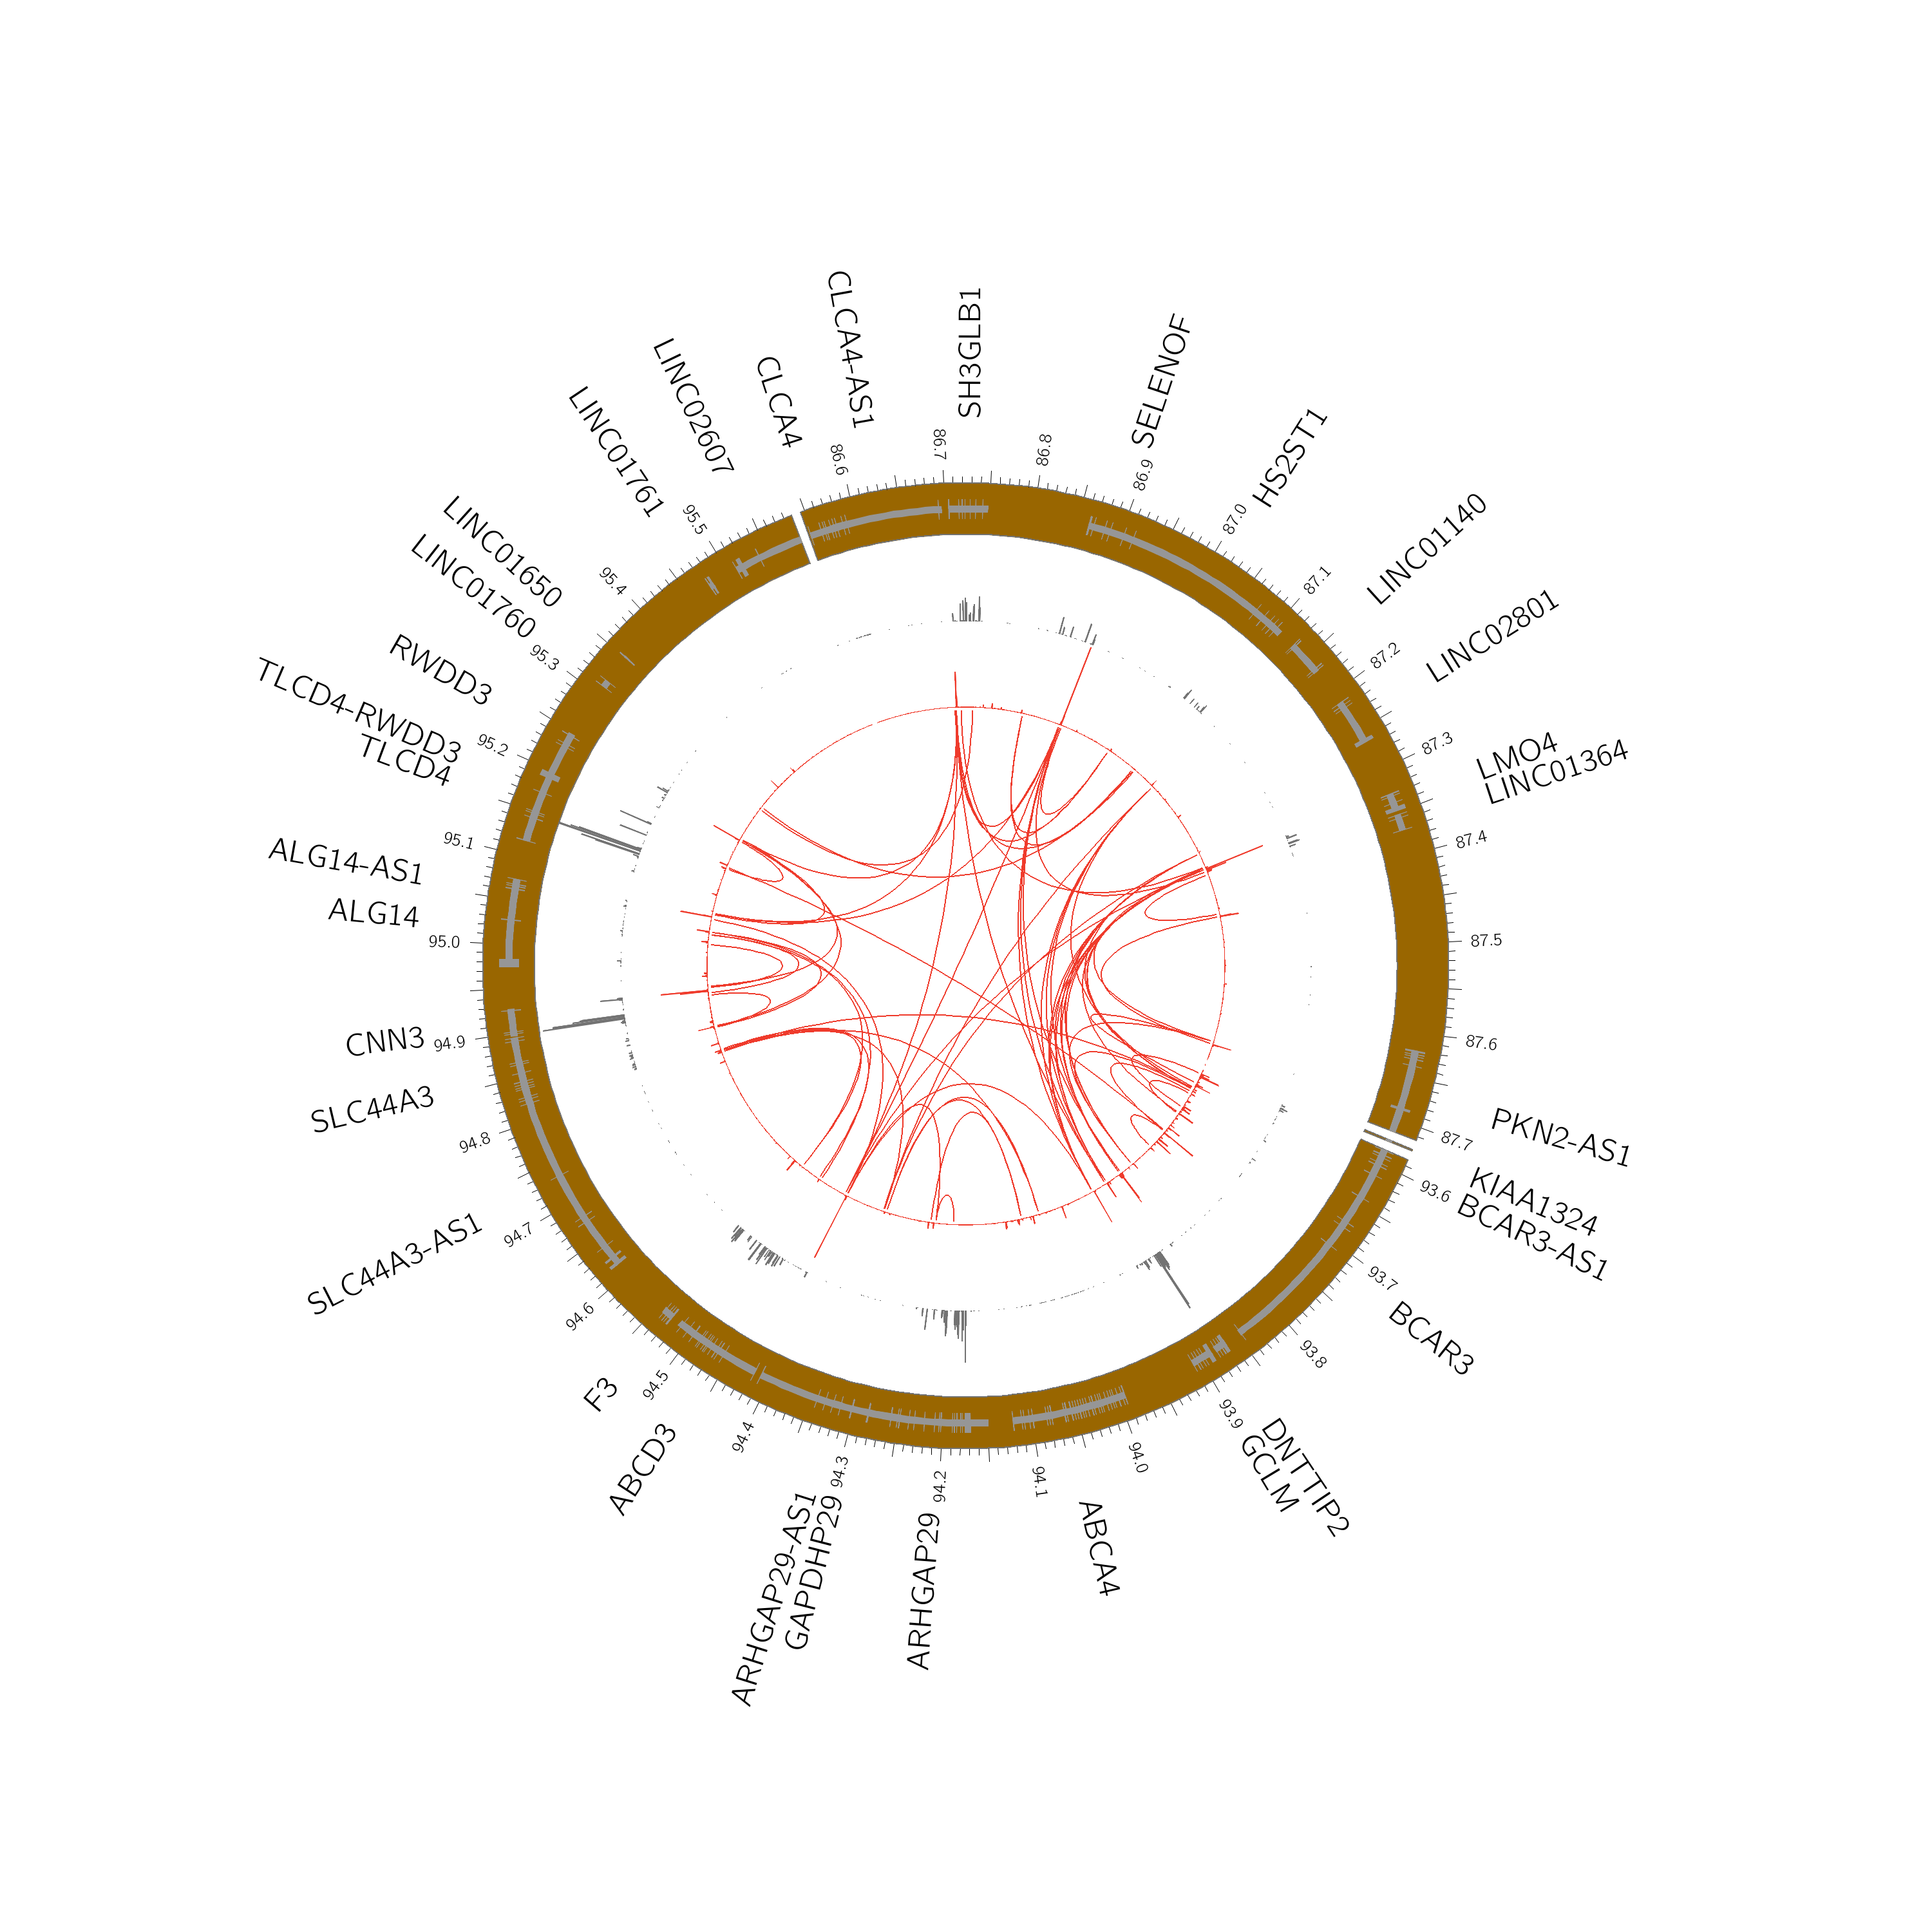 CLCA4-AS1
SH3GLB1
SELENOF
HS2ST1
LINC01140
LINC02801
LMO4
LINC01364
PKN2-AS1
KIAA1324
BCAR3-AS1
BCAR3
DNTTIP2
GCLM
ABCA4
ARHGAP29
GAPDHP29
ARHGAP29-AS1
ABCD3
F3
SLC44A3-AS1
SLC44A3
CNN3
ALG14
ALG14-AS1
TLCD4
TLCD4-RWDD3
RWDD3
LINC01760
LINC01650
LINC01761
LINC02607
CLCA4
86.6
86.7
86.8
86.9
87.0
87.1
87.2
87.3
87.4
87.5
87.6
87.7
93.6
93.7
93.8
93.9
94.0
94.1
94.2
94.3
94.4
94.5
94.6
94.7
94.8
94.9
95.0
95.1
95.2
95.3
95.4
95.5